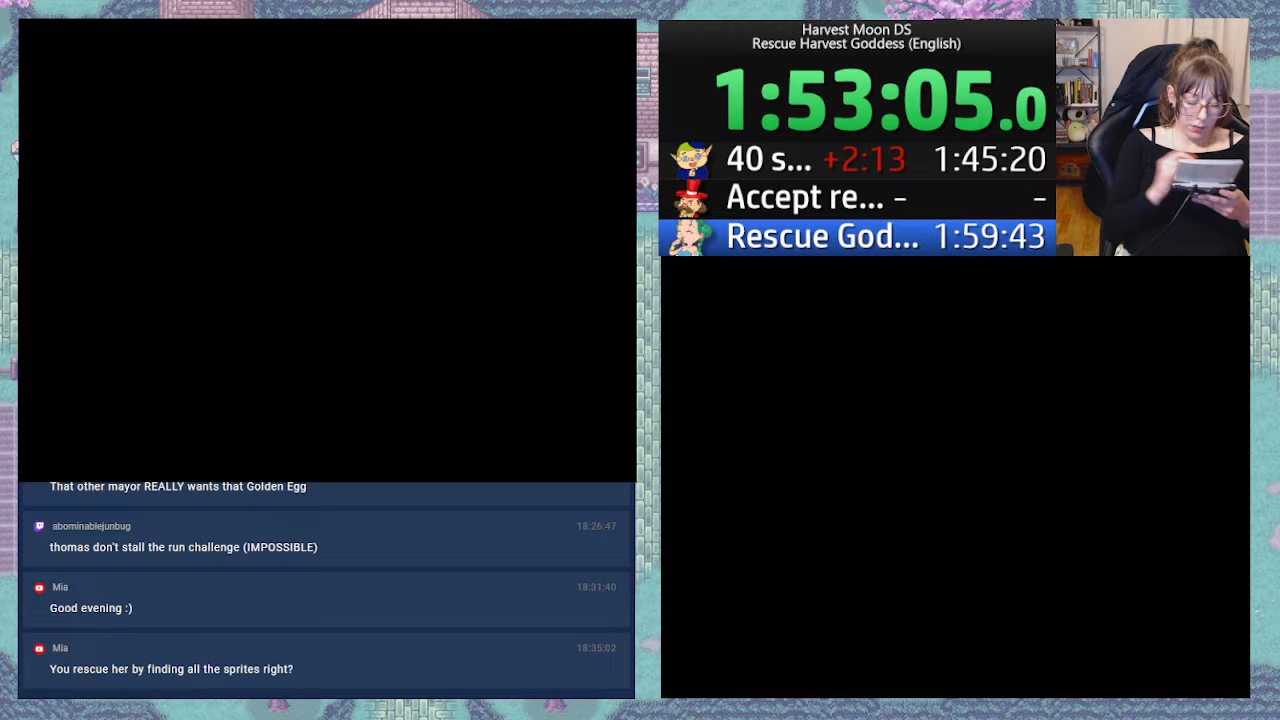 Harvest Moon DS
Rescue Harvest Goddess (English)
1:53:05.0
40 s... +2:13 1:45:20
Accept re... - -
Rescue God... 1:59:43
That other mayor REALLY wants that Golden Egg
abominablejunbug 18:26:47
thomas don't stall the run challenge (IMPOSSIBLE)
Mia 18:31:40
Good evening :)
Mia 18:35:02
You rescue her by finding all the sprites right?